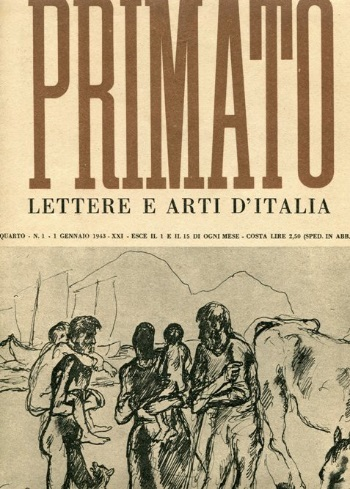 PRIMATO
LETTERE E ARTI D'ITALIA
QUARTO - N. 1 - 1 GENNAIO 1943 - XXI - ESCE IL 1 E IL 15 DI OGNI MESE - COSTA LIRE 2,50 (SPED. IN ABB.